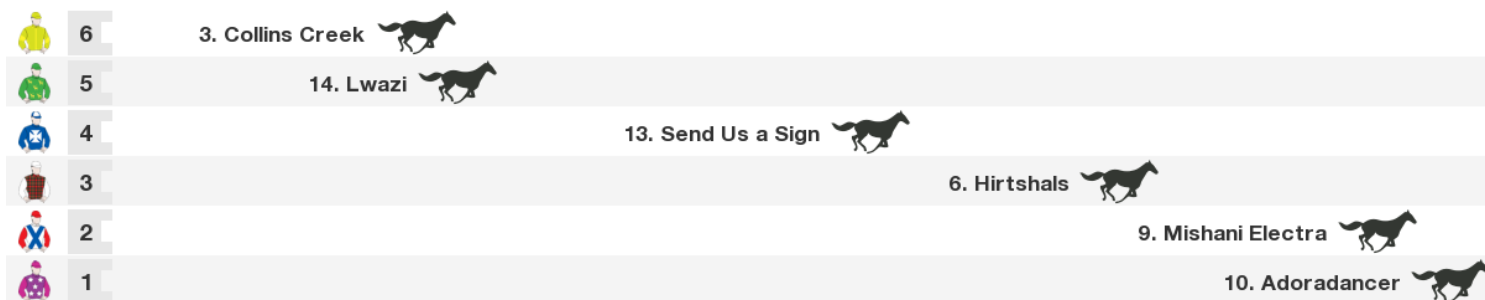 6 3. Collins Creek
5 14. Lwazi
4 13. Send Us a Sign
3 6. Hirtshals
2 9. Mishani Electra
1 10. Adoradancer